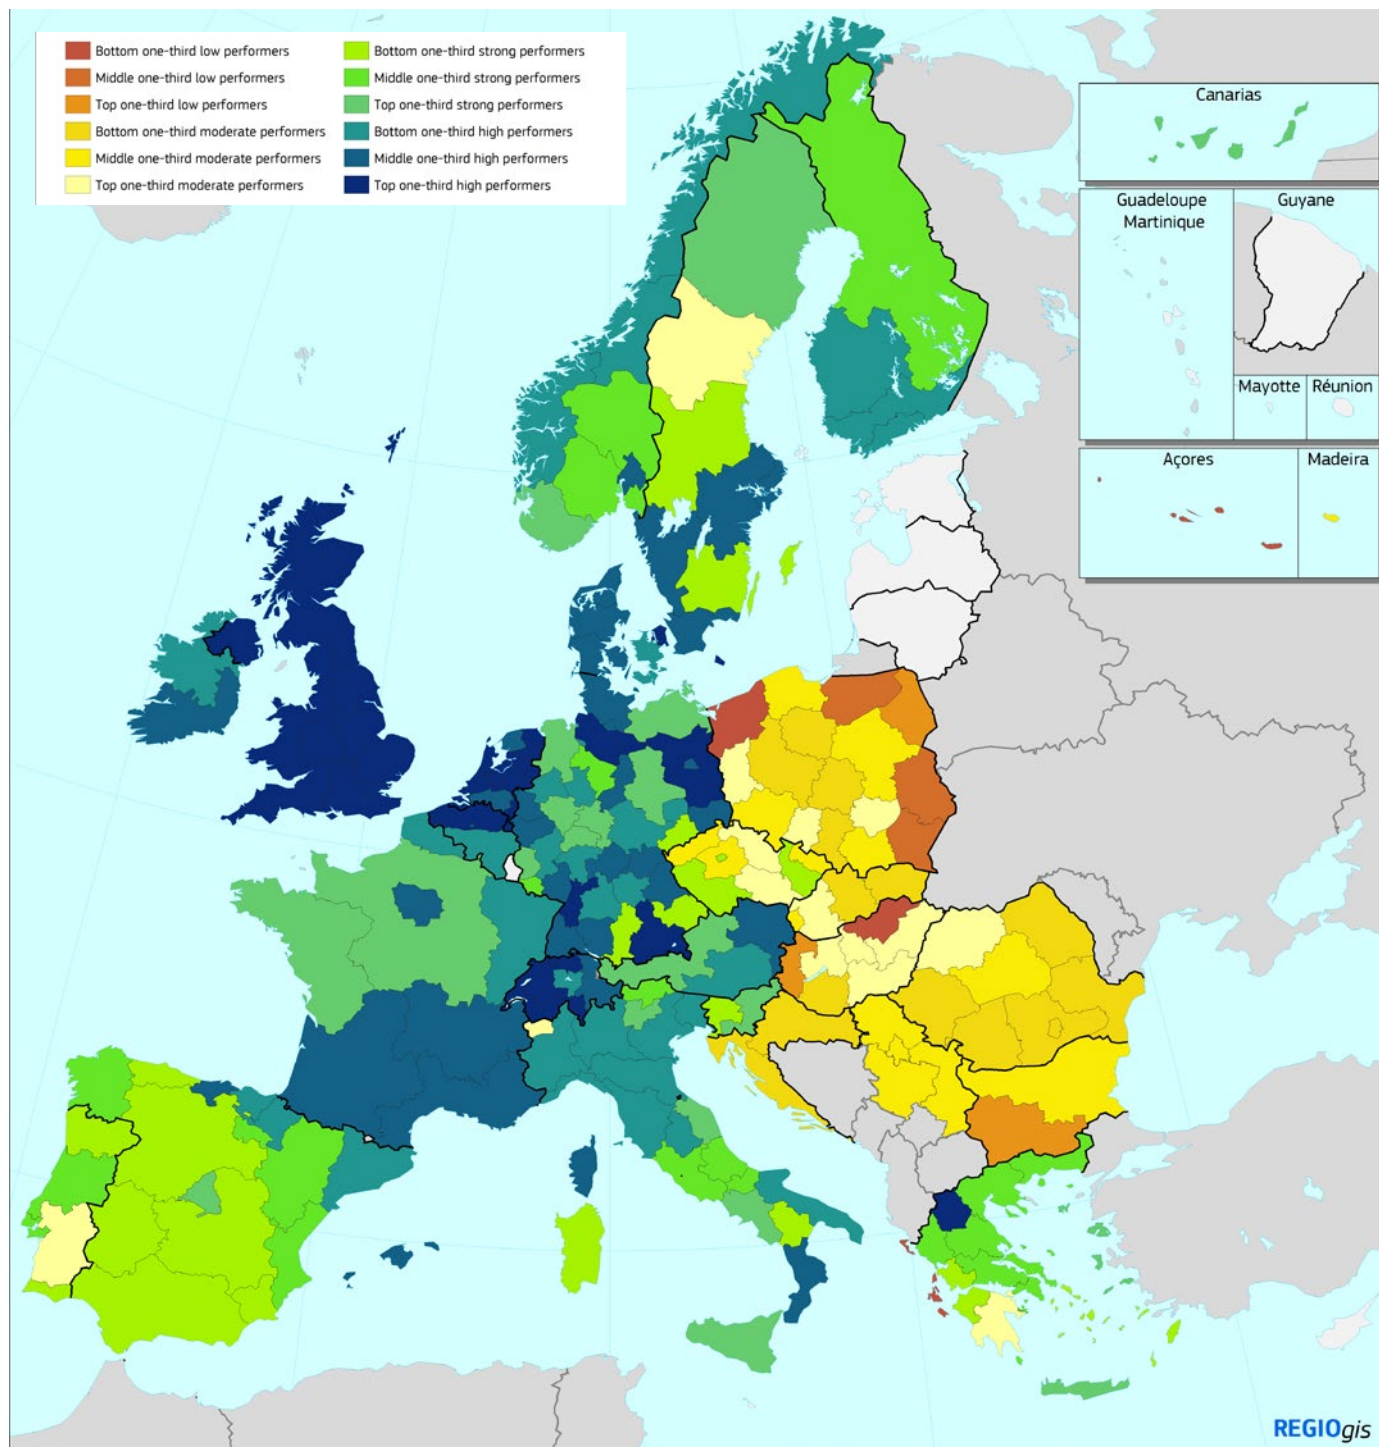 Bottom one-third low performers
Middle one-third low performers
Top one-third low performers
Bottom one-third moderate performers
Middle one-third moderate performers
Top one-third moderate performers
Bottom one-third strong performers
Middle one-third strong performers
Top one-third strong performers
Bottom one-third high performers
Middle one-third high performers
Top one-third high performers
Canarias
Guadeloupe
Martinique
Guyane
Mayotte
Réunion
Açores
Madeira
REGIOgis